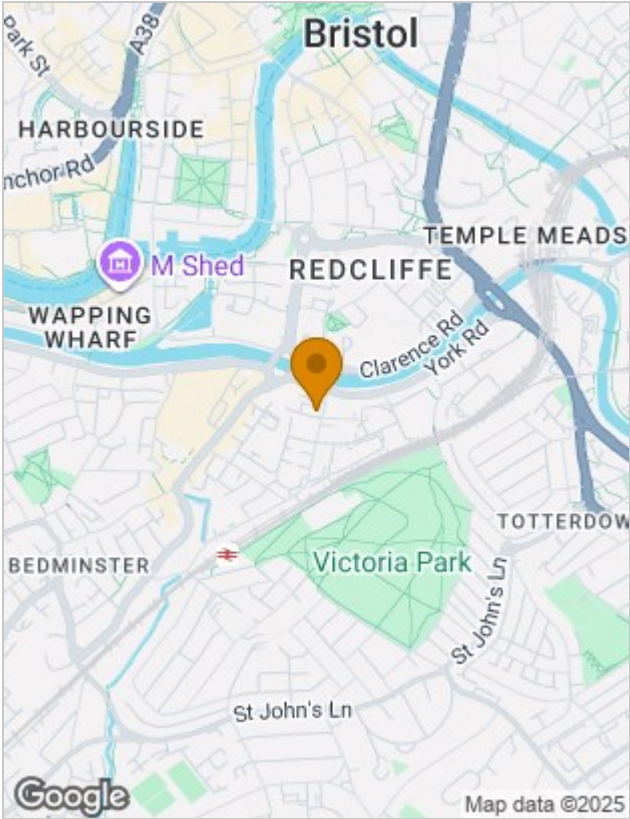 Bristol
Park St
A38
HARBOURSIDE
nchor Rd
TEMPLE MEADS
M Shed
REDCLIFFE
WAPPING
WHARF
Clarence Rd
York Rd
TOTTERDOW
BEDMINSTER
Victoria Park
St John's Ln
St John's Ln
Google
Map data ©2025